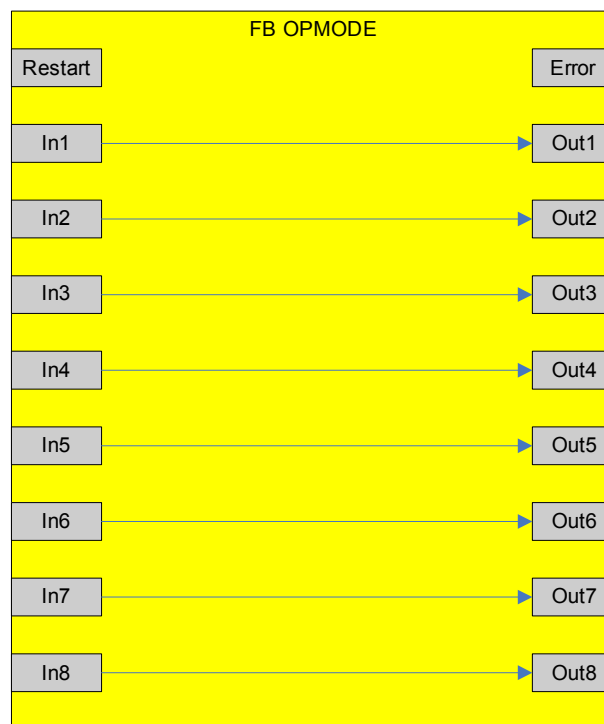 FB OPMODE
Restart Error
In1 Out1
In2 Out2
In3 Out3
In4 Out4
In5 Out5
In6 Out6
In7 Out7
In8 Out8